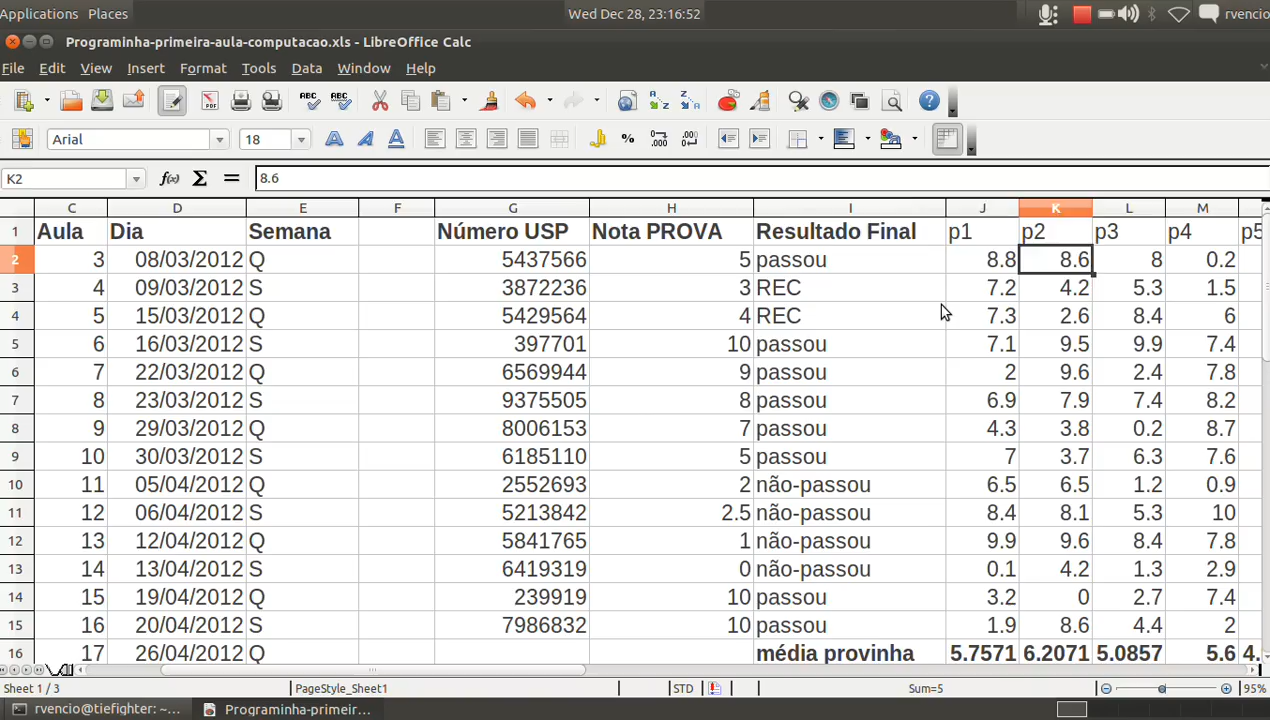 Applications Places Wed Dec 28, 23:16:52 rvencio
Programinha-primeira-aula-computacao.xls - LibreOffice Calc
File Edit View Insert Format Tools Data Window Help
Arial 18
K2 8.6
C D E F G H I J K L M
1 Aula Dia Semana Número USP Nota PROVA Resultado Final p1 p2 p3 p4 p5
2 3 08/03/2012 Q 5437566 5 passou 8.8 8.6 8 0.2
3 4 09/03/2012 S 3872236 3 REC 7.2 4.2 5.3 1.5
4 5 15/03/2012 Q 5429564 4 REC 7.3 2.6 8.4 6
5 6 16/03/2012 S 397701 10 passou 7.1 9.5 9.9 7.4
6 7 22/03/2012 Q 6569944 9 passou 2 9.6 2.4 7.8
7 8 23/03/2012 S 9375505 8 passou 6.9 7.9 7.4 8.2
8 9 29/03/2012 Q 8006153 7 passou 4.3 3.8 0.2 8.7
9 10 30/03/2012 S 6185110 5 passou 7 3.7 6.3 7.6
10 11 05/04/2012 Q 2552693 2 não-passou 6.5 6.5 1.2 0.9
11 12 06/04/2012 S 5213842 2.5 não-passou 8.4 8.1 5.3 10
12 13 12/04/2012 Q 5841765 1 não-passou 9.9 9.6 8.4 7.8
13 14 13/04/2012 S 6419319 0 não-passou 0.1 4.2 1.3 2.9
14 15 19/04/2012 Q 239919 10 passou 3.2 0 2.7 7.4
15 16 20/04/2012 S 7986832 10 passou 1.9 8.6 4.4 2
16 17 26/04/2012 Q média provinha 5.7571 6.2071 5.0857 5.6 4.
Sheet 1 / 3 PageStyle_Sheet1 STD Sum=5 95%
rvencio@tiefighter: ~... Programinha-primeir...